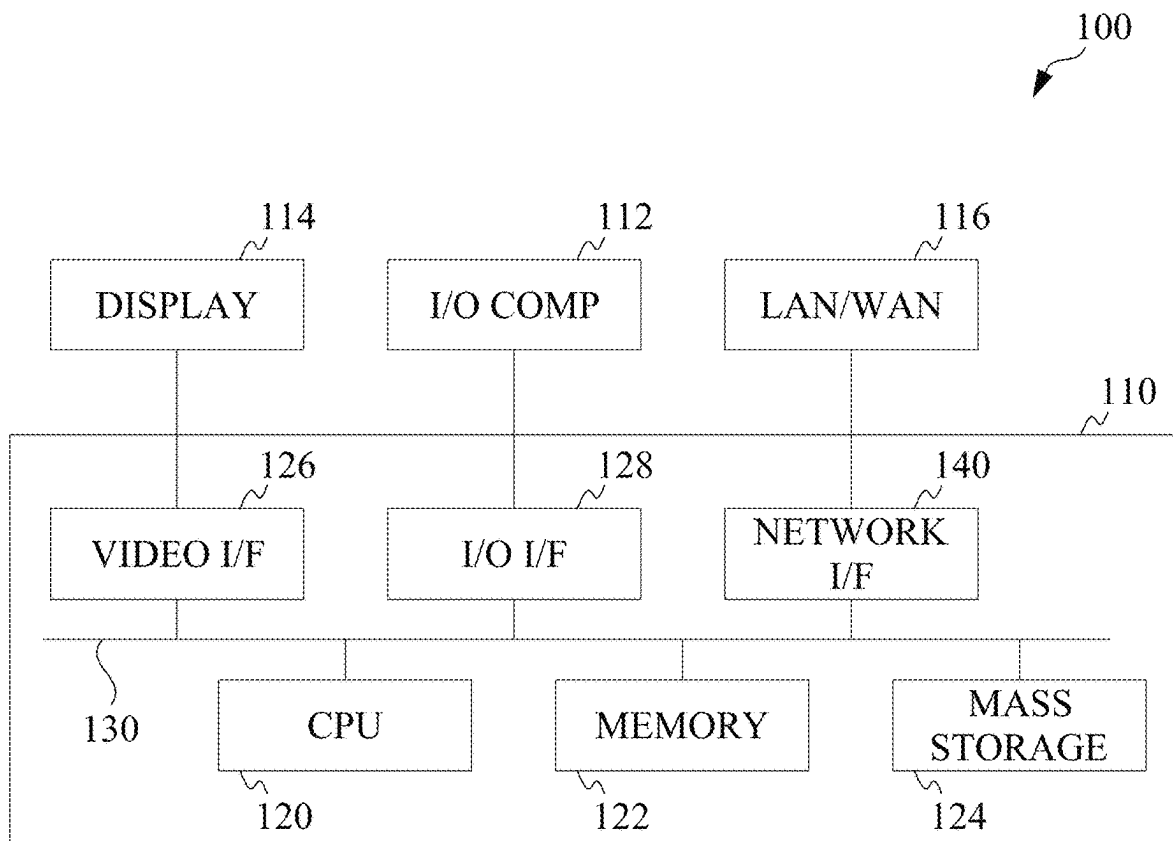 100
114
112
116
DISPLAY
I/O COMP
LAN/WAN
110
126
128
140
VIDEO I/F
I/O I/F
NETWORK
I/F
130
CPU
MEMORY
MASS
STORAGE
120
122
124